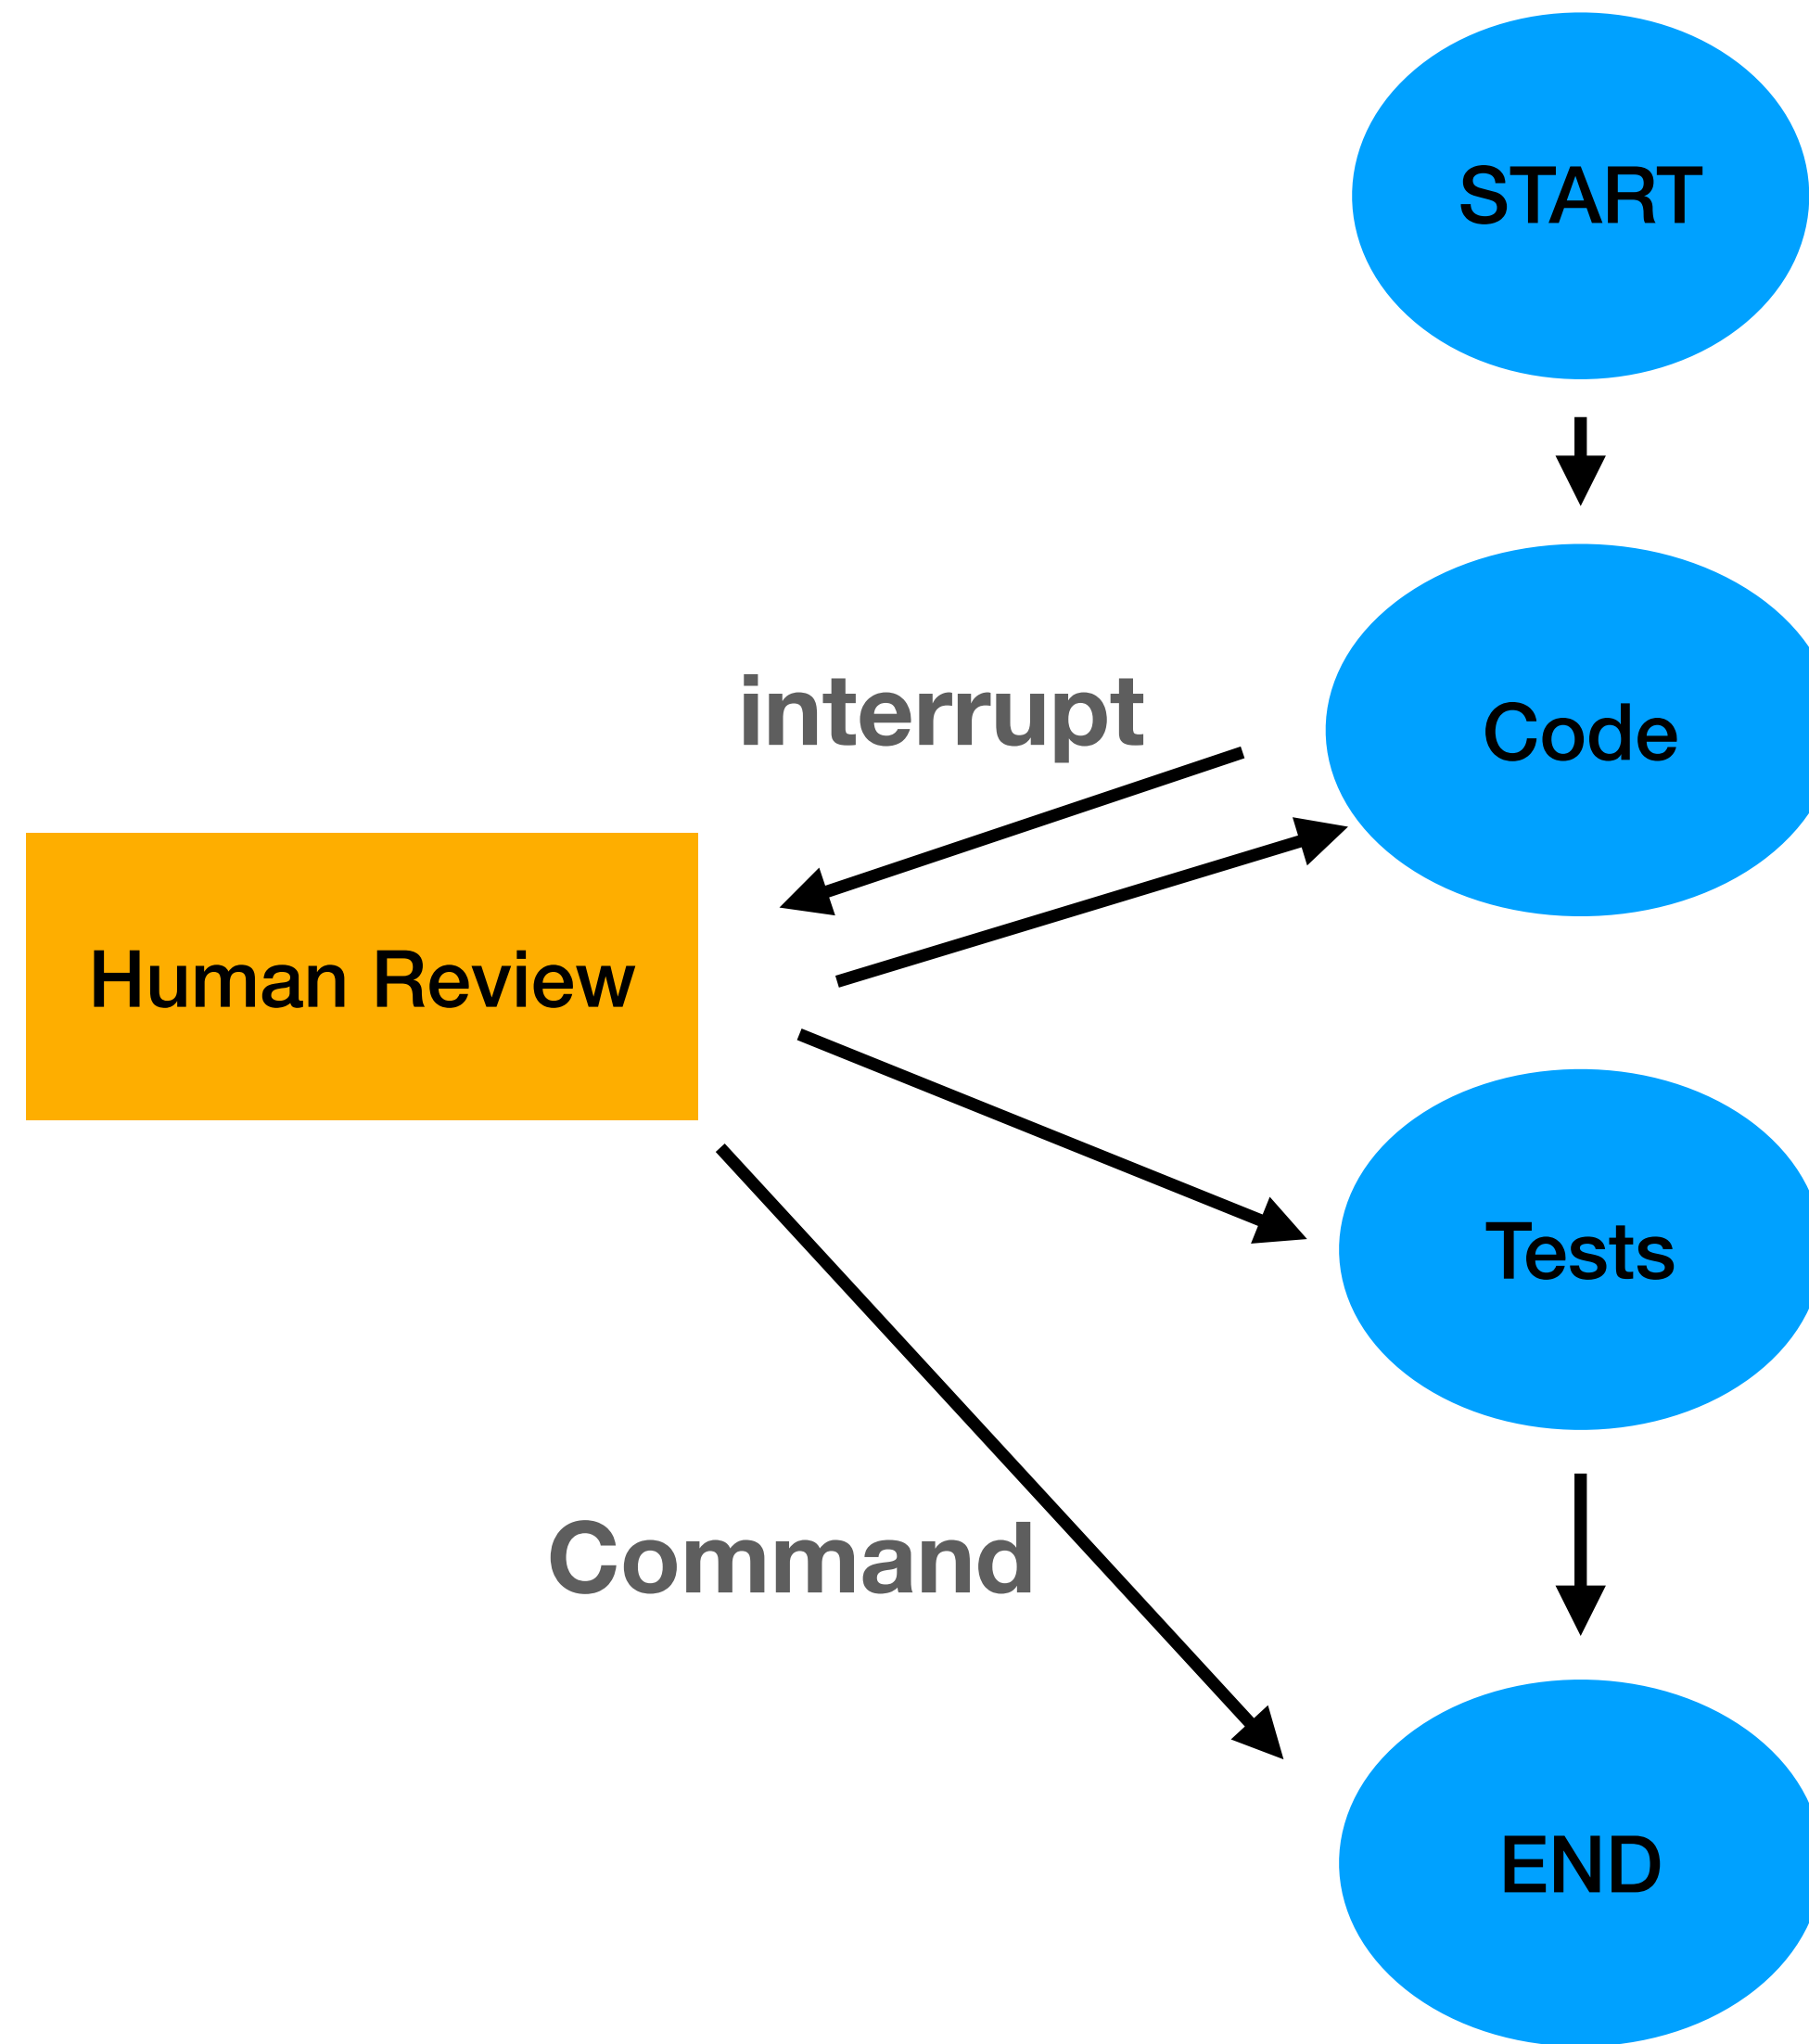 START
interrupt
Code
Human Review
Tests
Command
END